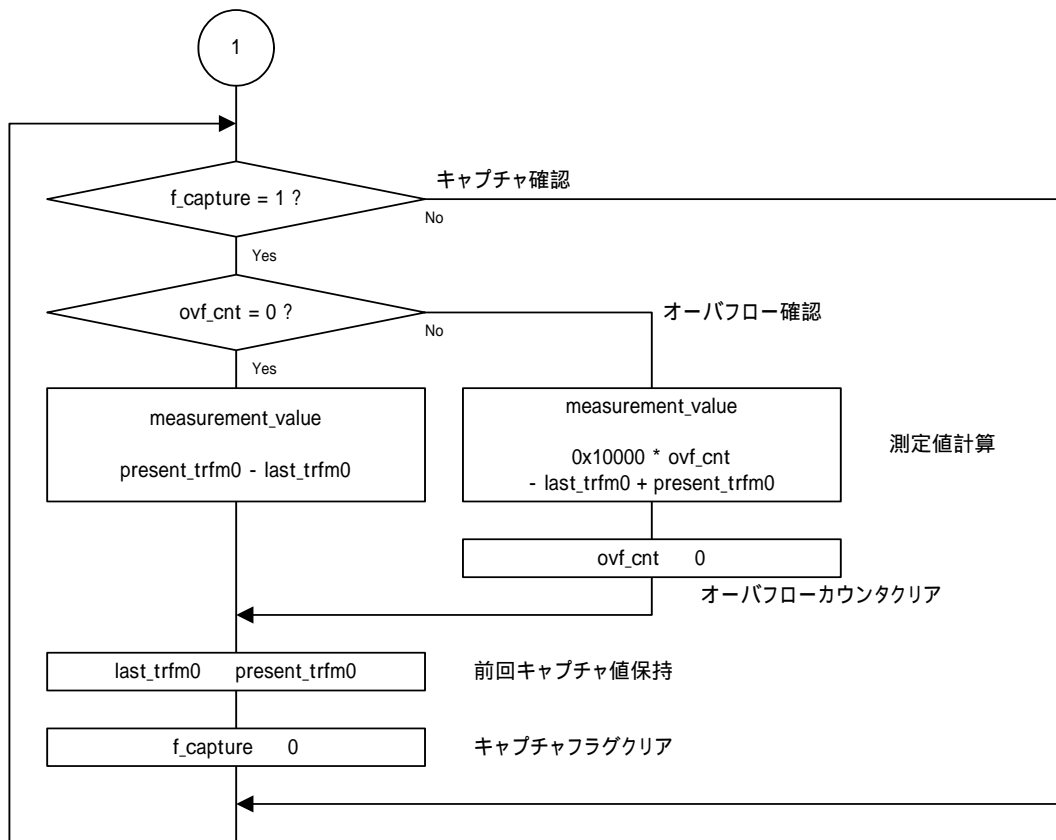 1
f_capture = 1 ?
キャプチャ確認
No
Yes
ovf_cnt = 0 ?
オーバフロー確認
No
Yes
measurement_value
present_trfm0 - last_trfm0
measurement_value
0x10000 * ovf_cnt
- last_trfm0 + present_trfm0
測定値計算
ovf_cnt 0
オーバフローカウンタクリア
last_trfm0 present_trfm0
前回キャプチャ値保持
f_capture 0
キャプチャフラグクリア